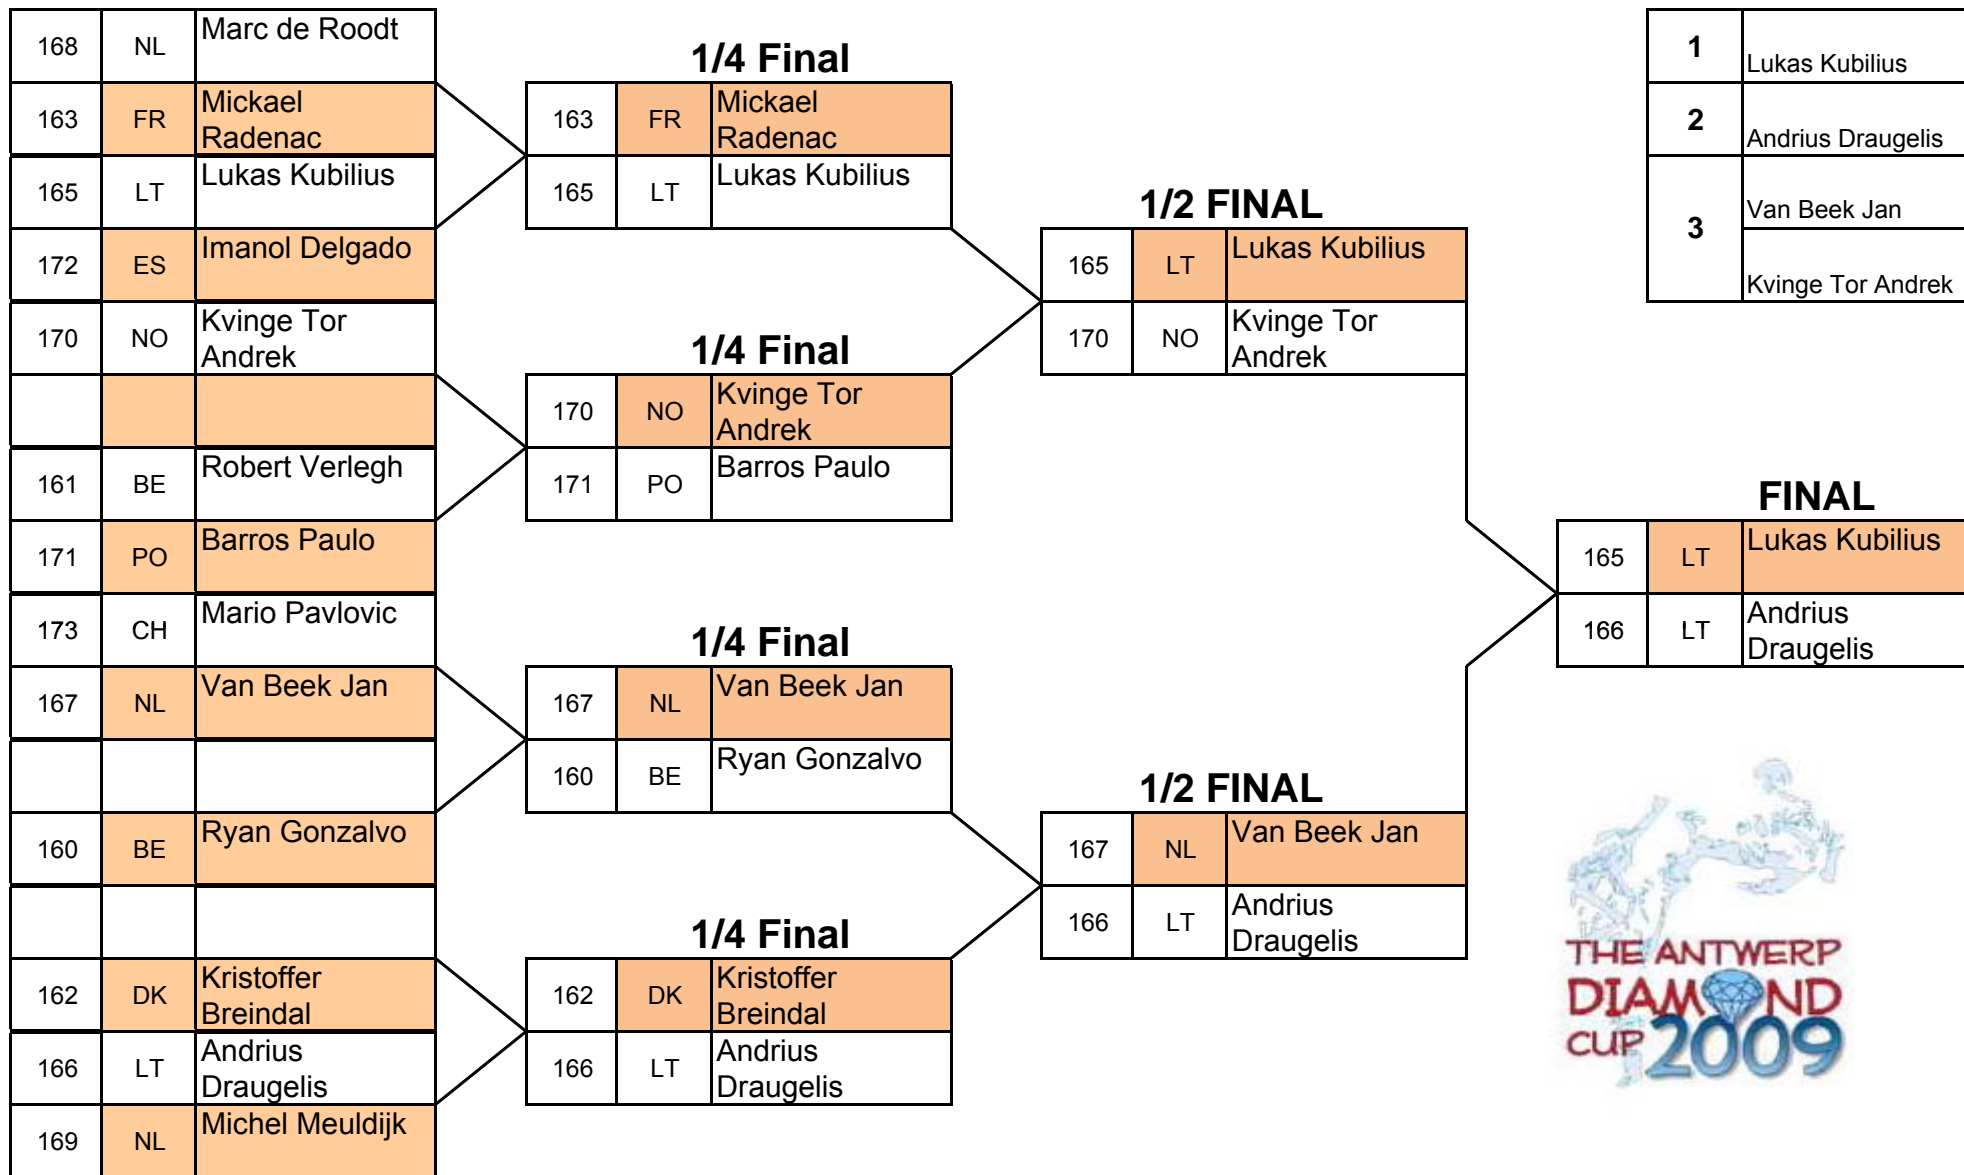 168 NL Marc de Roodt
163 FR Mickael
Radenac
165 LT Lukas Kubilius
172 ES Imanol Delgado
170 NO Kvinge Tor
Andrek
161 BE Robert Verlegh
171 PO Barros Paulo
173 CH Mario Pavlovic
167 NL Van Beek Jan
160 BE Ryan Gonzalvo
162 DK Kristoffer
Breindal
166 LT Andrius
Draugelis
169 NL Michel Meuldijk
1/4 Final
163 FR Mickael
Radenac
165 LT Lukas Kubilius
1/4 Final
170 NO Kvinge Tor
Andrek
171 PO Barros Paulo
1/4 Final
167 NL Van Beek Jan
160 BE Ryan Gonzalvo
1/4 Final
162 DK Kristoffer
Breindal
166 LT Andrius
Draugelis
1/2 FINAL
165 LT Lukas Kubilius
170 NO Kvinge Tor
Andrek
1/2 FINAL
167 NL Van Beek Jan
166 LT Andrius
Draugelis
1 Lukas Kubilius
2 Andrius Draugelis
3 Van Beek Jan
Kvinge Tor Andrek
FINAL
165 LT Lukas Kubilius
166 LT Andrius
Draugelis
THE ANTWERP
DIAMOND
CUP 2009